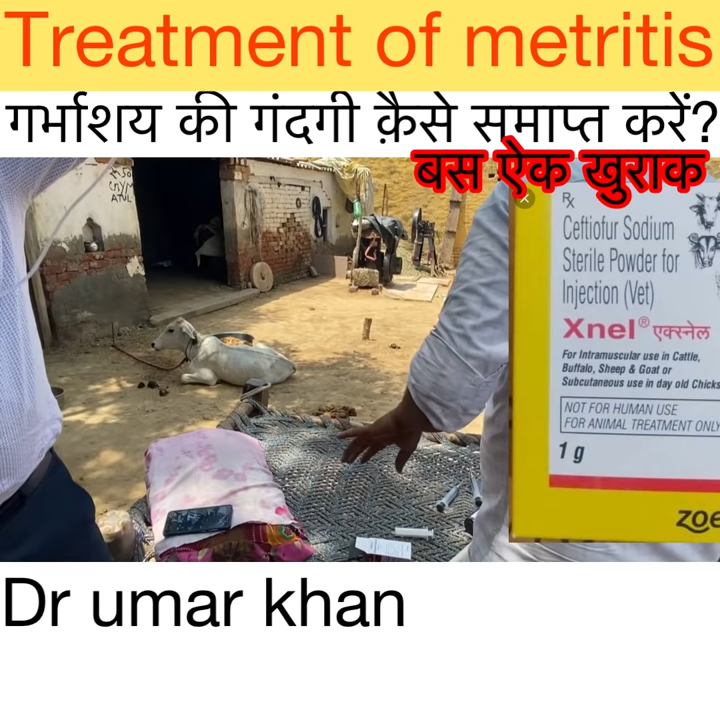 Treatment of metritis
गर्भाशय की गंदगी क़ैसे समाप्त करें?
बस ऐक खुराक
GYM
ATUL
Rx
Ceftiofur Sodium
Sterile Powder for
Injection (Vet)
Xnel® एक्स्नेल
For Intramuscular use in Cattle,
Buffalo, Sheep & Goat or
Subcutaneous use in day old Chicks
NOT FOR HUMAN USE
FOR ANIMAL TREATMENT ONLY
1 g
zoe
Dr umar khan